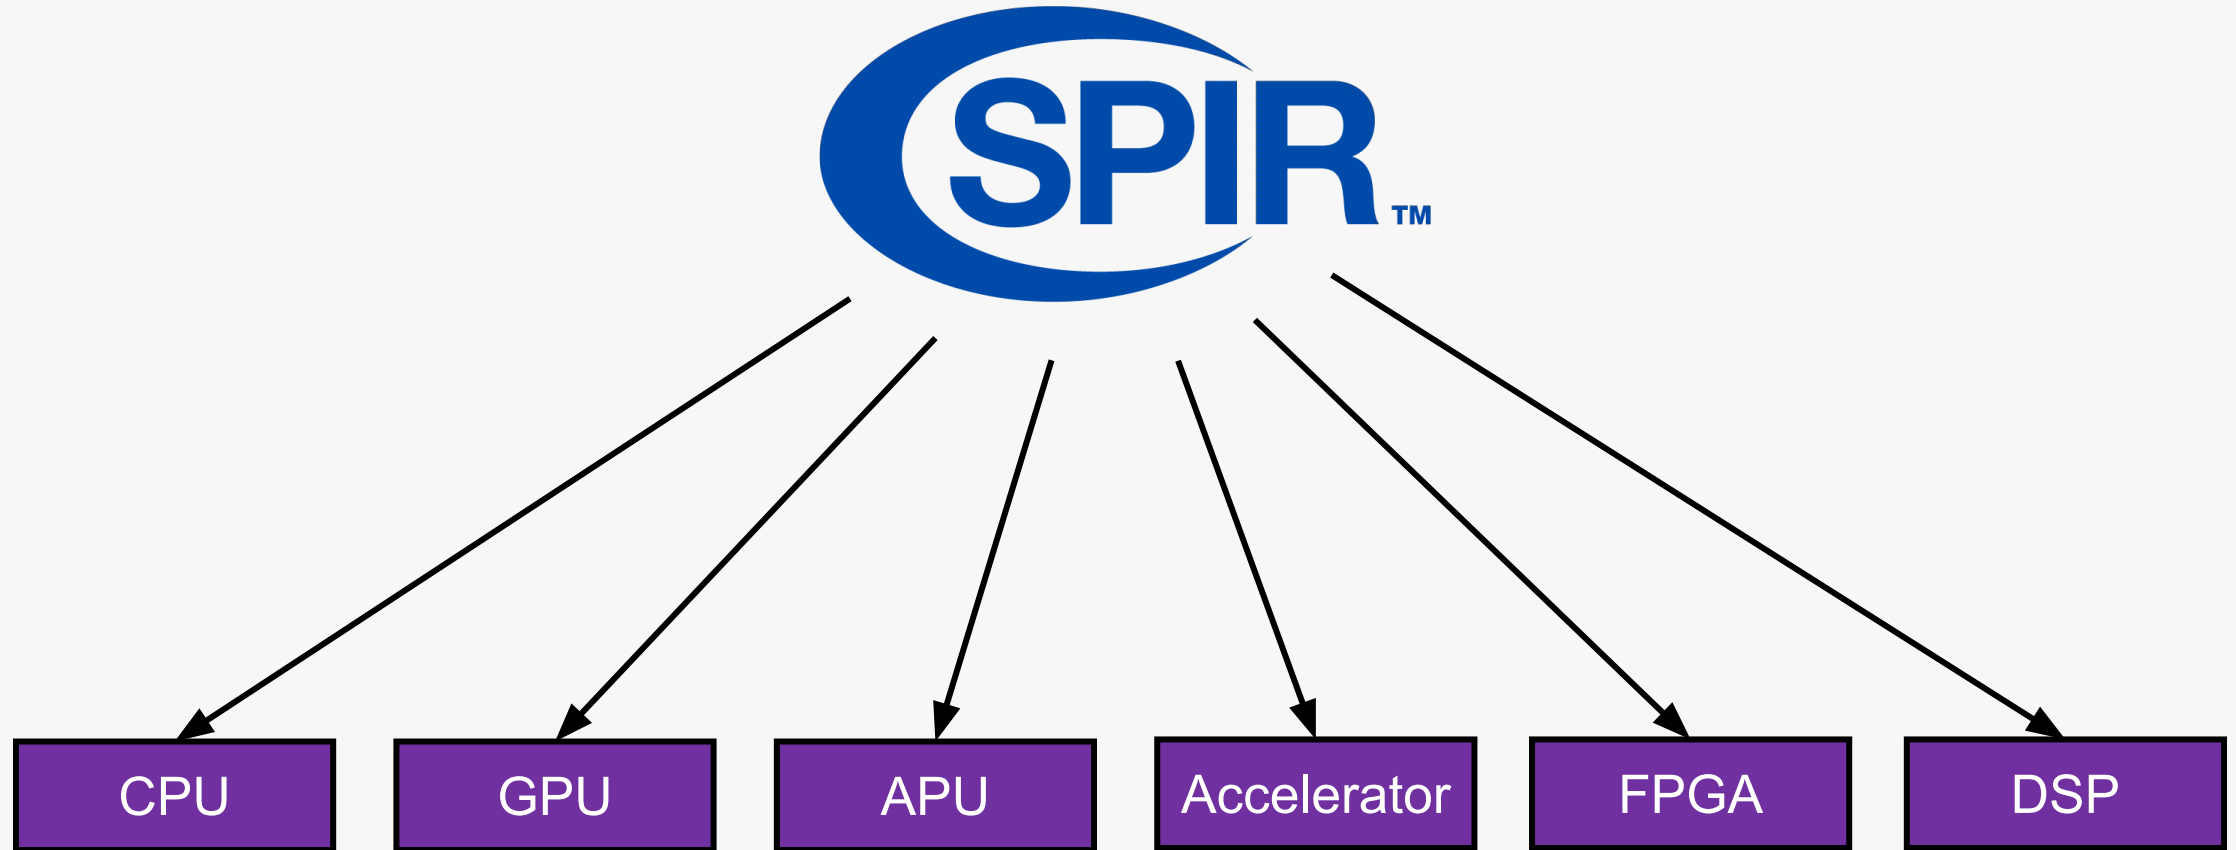 SPIR™
CPU
GPU
APU
Accelerator
FPGA
DSP